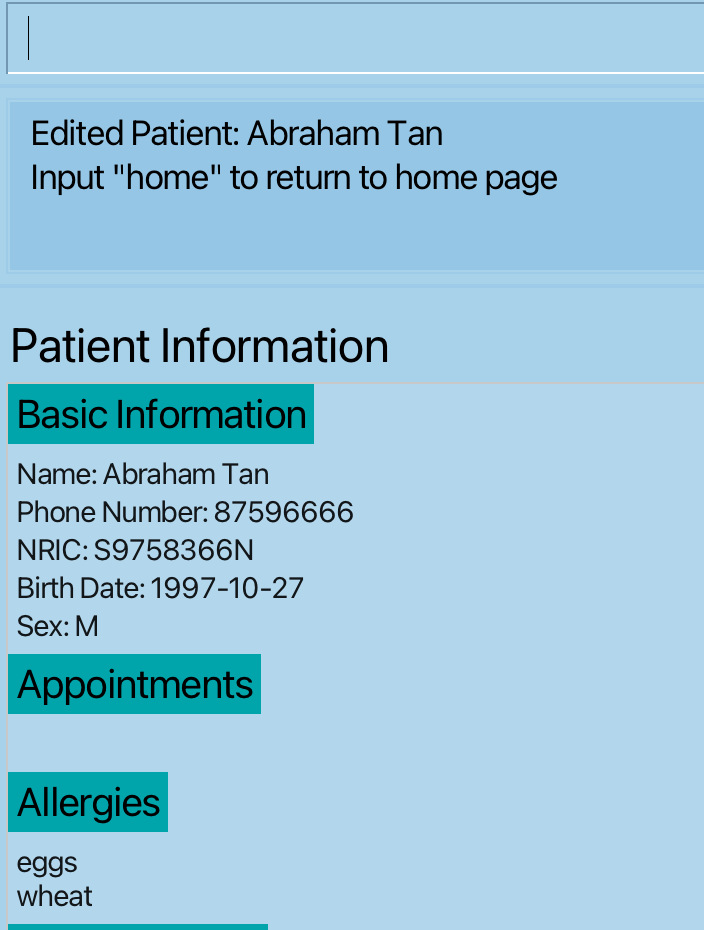 Edited Patient: Abraham Tan
Input "home" to return to home page
Patient Information
Basic Information
Name: Abraham Tan
Phone Number: 87596666
NRIC: S9758366N
Birth Date: 1997-10-27
Sex: M
Appointments
Allergies
eggs
wheat